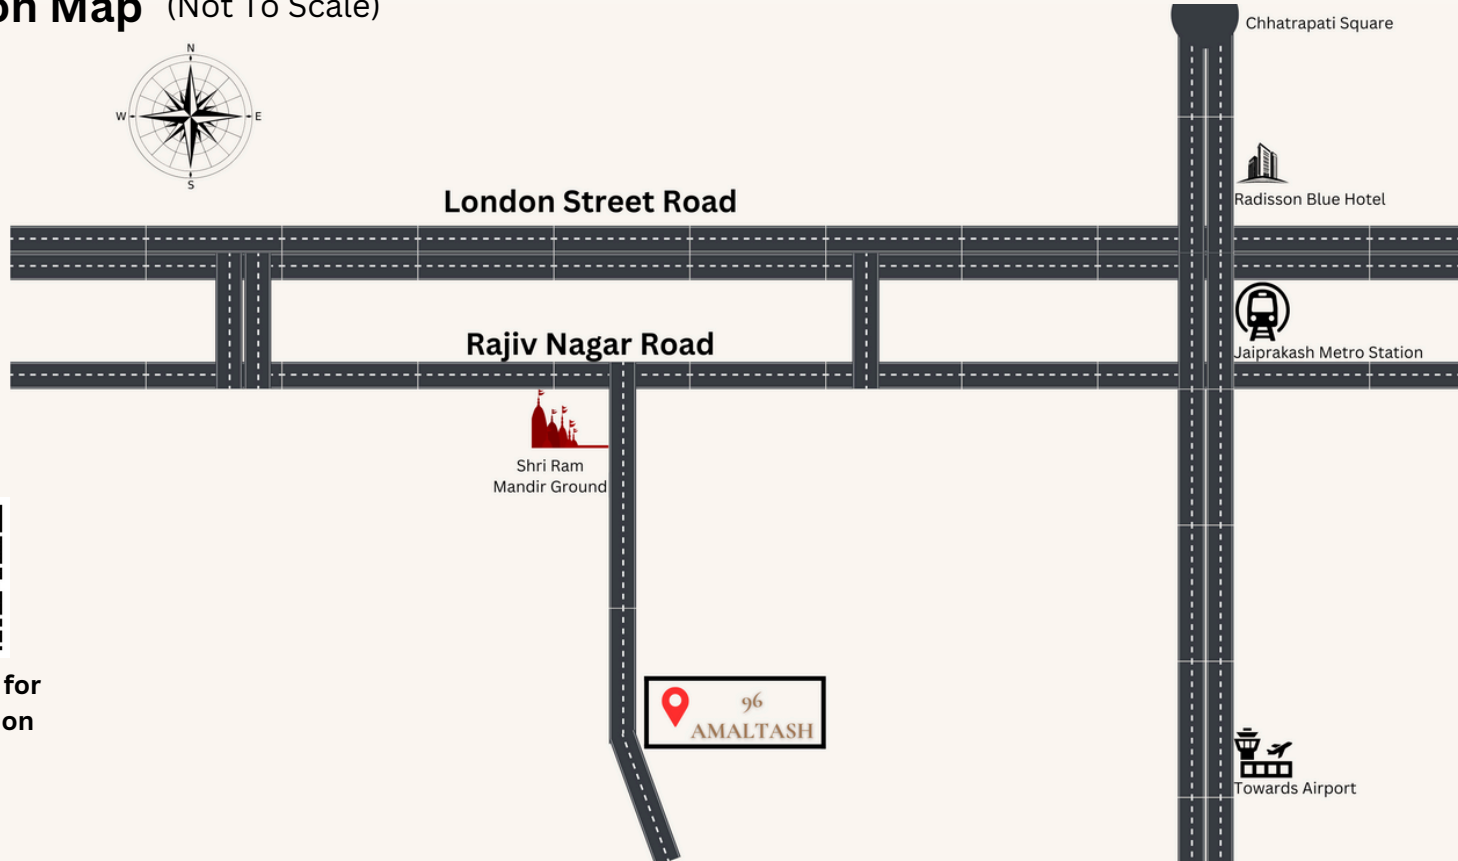 on Map (Not To Scale)
Chhatrapati Square
N
W E
S
Radisson Blue Hotel
London Street Road
Rajiv Nagar Road
Jaiprakash Metro Station
Shri Ram
Mandir Ground
for
on
96
AMALTASH
Towards Airport